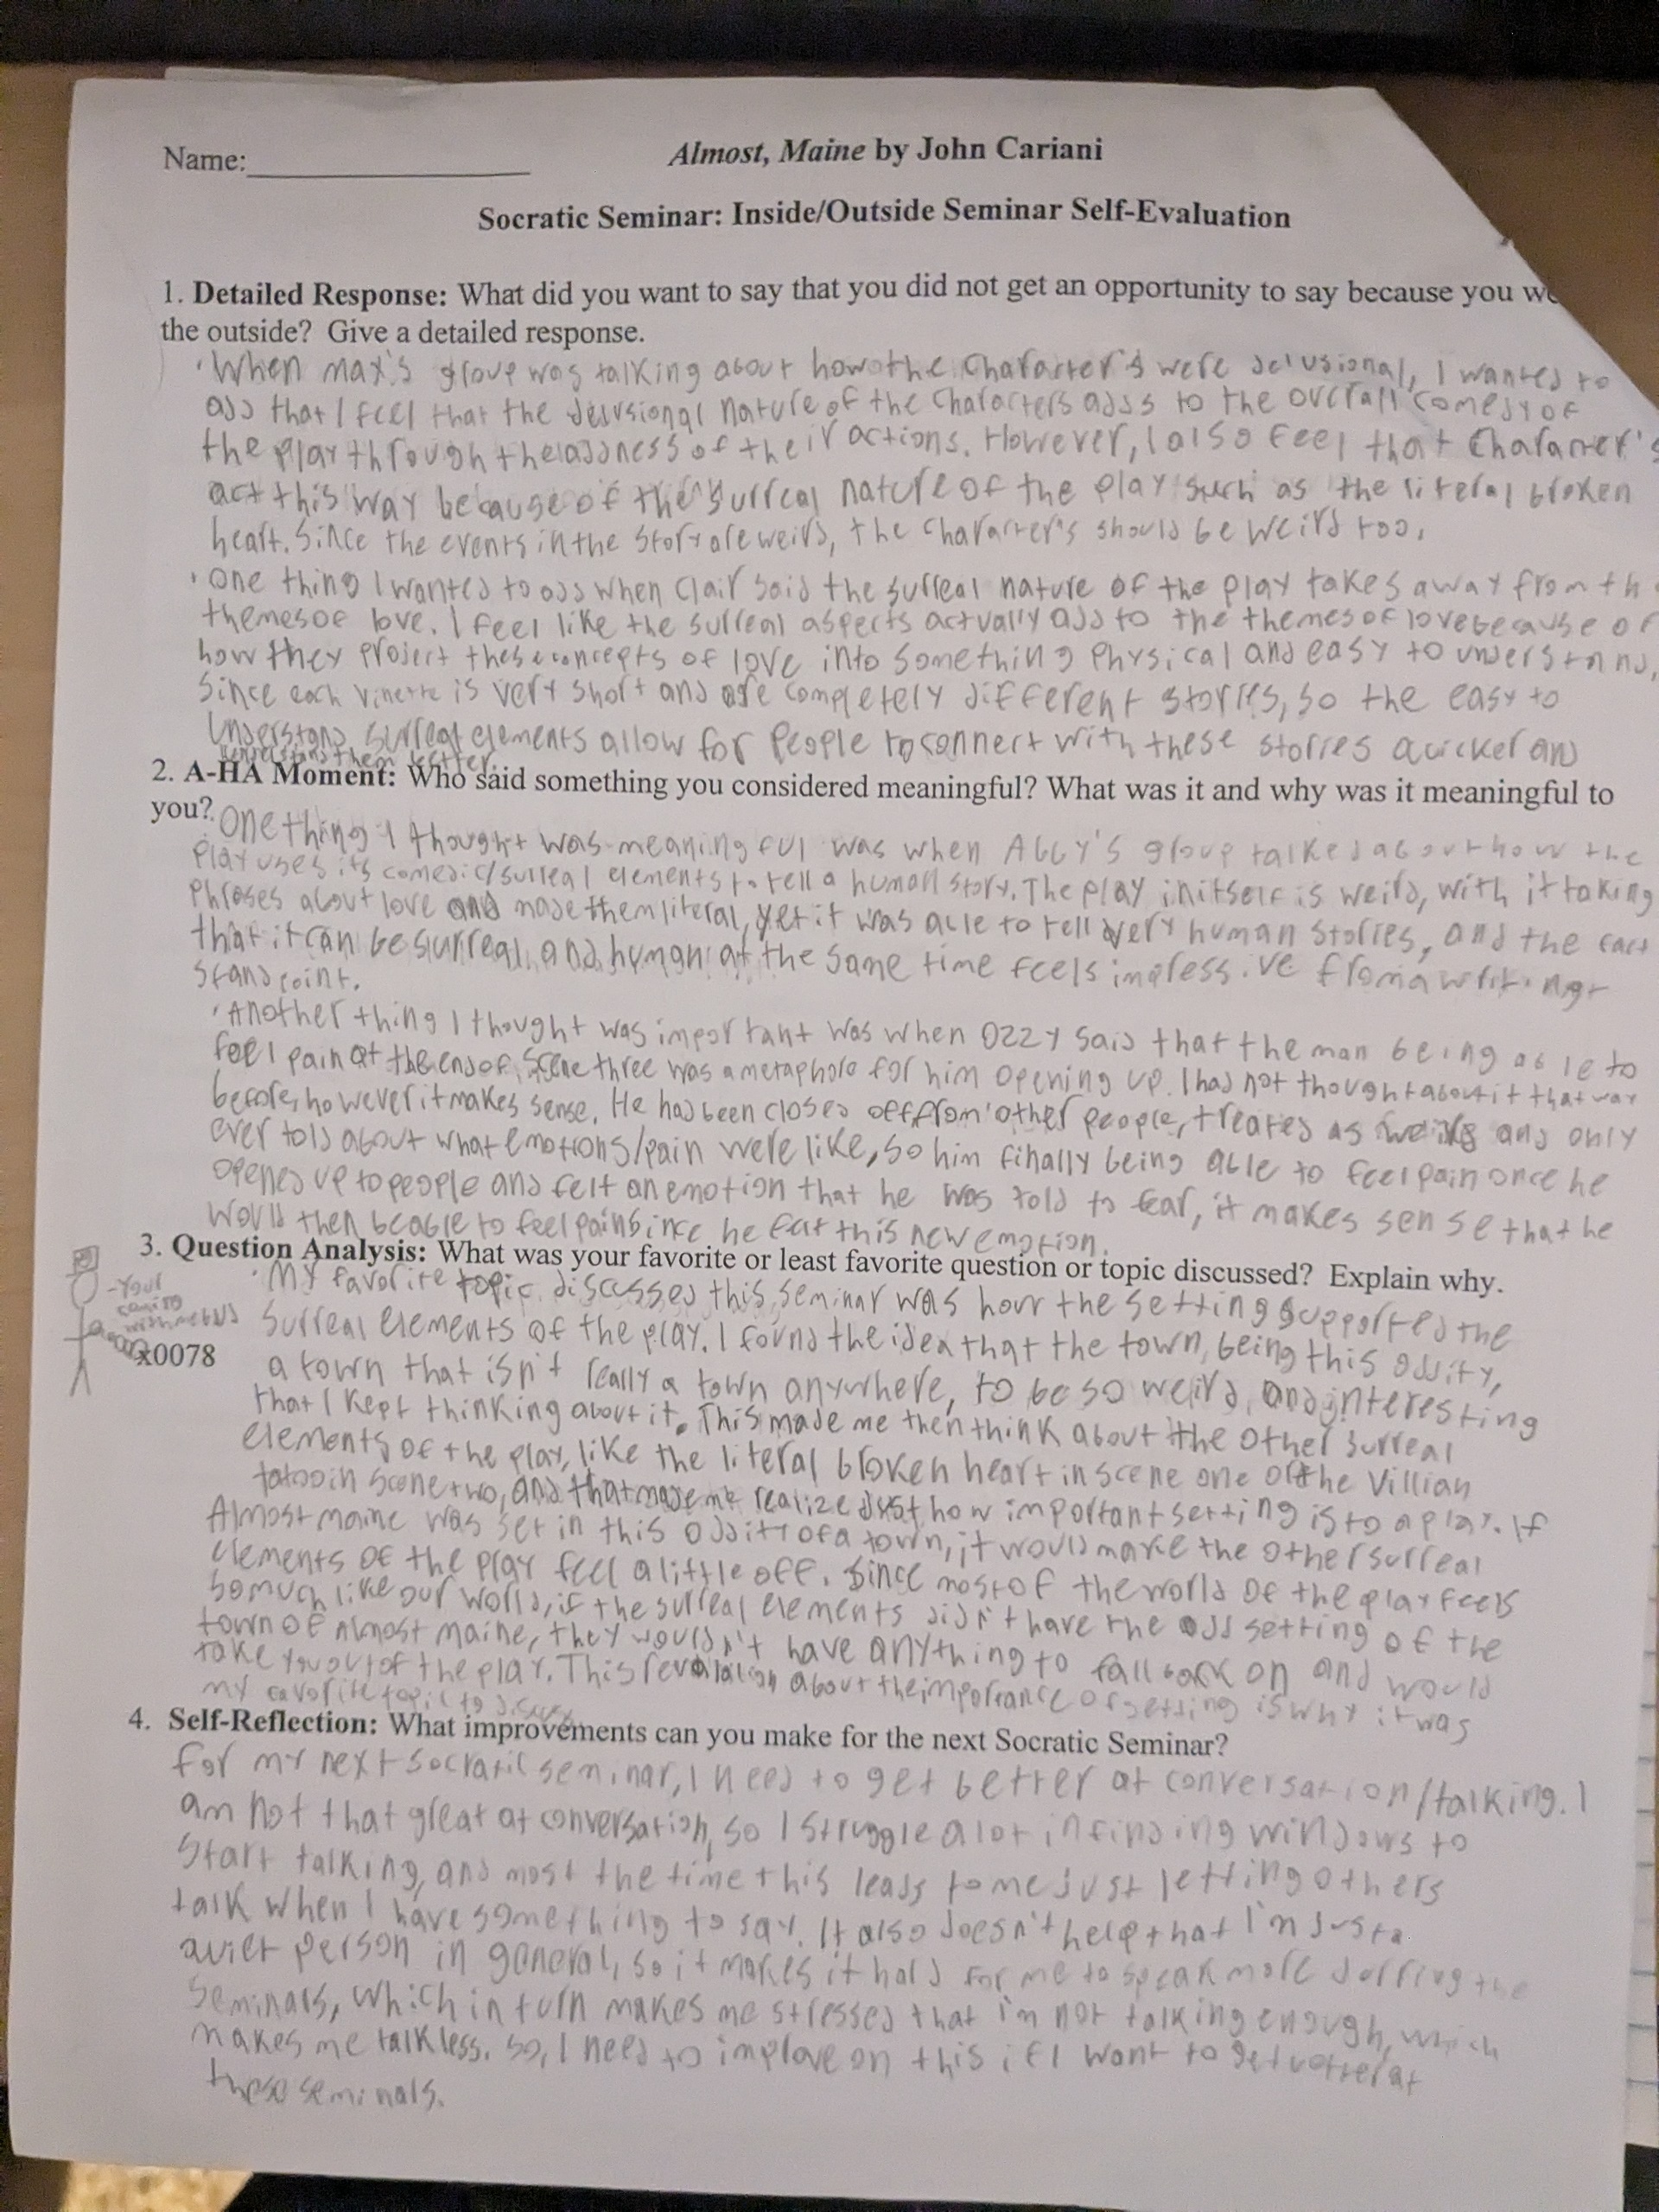 Name:
Almost, Maine by John Cariani
Socratic Seminar: Inside/Outside Seminar Self-Evaluation
1. Detailed Response: What did you want to say that you did not get an opportunity to say because you we
the outside? Give a detailed response.
• When max's group was talking about how the Character's were delusional, I wanted to
add that I feel that the delusional nature of the characters adds to the overall comedy of
the play through the oddness of their actions. However, I also feel that Character's
act this way because of the surreal nature of the play such as the literal broken
heart. Since the events in the story are weird, the character's should be weird too.
• One thing I wanted to add when Clair said the surreal nature of the play takes away from th
themes of love. I feel like the surreal aspects actually add to the themes of love because of
how they project these concepts of love into something Physical and easy to understand,
Since each vinette is very short and are completely different stories, so the easy to
Understand surreal elements allow for People to connect with these stories quicker and
understand them better.
2. A-HA Moment: Who said something you considered meaningful? What was it and why was it meaningful to
you?
One thing I thought was meaningful was when Abby's group talked about how the
Play uses its comedic/surreal elements to tell a human story. The play in itself is weird, with it taking
Phrases about love and made them literal, yet it was able to tell very human stories, and the fact
that it can be surreal and human at the same time feels impressive from a writing
standpoint.
• Another thing I thought was important was when Ozzy said that the man being able to
feel pain at the end of scene three was a metaphore for him opening up. I had not thought about it that way
before, however it makes sense. He had been closed off from other people, treated as and only
ever told about what emotions/pain were like, so him finally being able to feel pain once he
opened up to people and felt an emotion that he was told to fear, it makes sense that he
would then be able to feel pain since he felt this new emotion.
3. Question Analysis: What was your favorite or least favorite question or topic discussed? Explain why.
• My favorite topic discussed this seminar was how the setting supported the
surreal elements of the play. I found the idea that the town, being this oddity,
a town that isn't really a town anywhere, to be so weird and interesting
that I kept thinking about it. This made me then think about the other surreal
elements of the play, like the literal broken heart in scene one or the Villian
tatoo in scene two, and that made me realize just how important setting is to a play. If
Almost maine was set in this oddity of a town, it would make the other surreal
elements of the play feel a little off. Since most of the world of the play feels
so much like our world, if the surreal elements didn't have the odd setting of the
town of Almost maine, they wouldn't have anything to fall back on and would
take you out of the play. This revalation about the importance of setting is why it was
my favorite topic to discuss
-Your
coming
with me bud
x0078
4. Self-Reflection: What improvements can you make for the next Socratic Seminar?
for my next socratic seminar, I need to get better at conversation/talking. I
am not that great at conversation, so I struggle a lot in finding windows to
start talking, and most the time this leads to me just letting others
talk when I have something to say. It also doesn't help that I'm just a
quiet person in general, so it makes it hard for me to speak more durring the
seminars, which in turn makes me stressed that I'm not talking enough, which
makes me talk less. So, I need to improve on this if I want to get better at
these seminars.